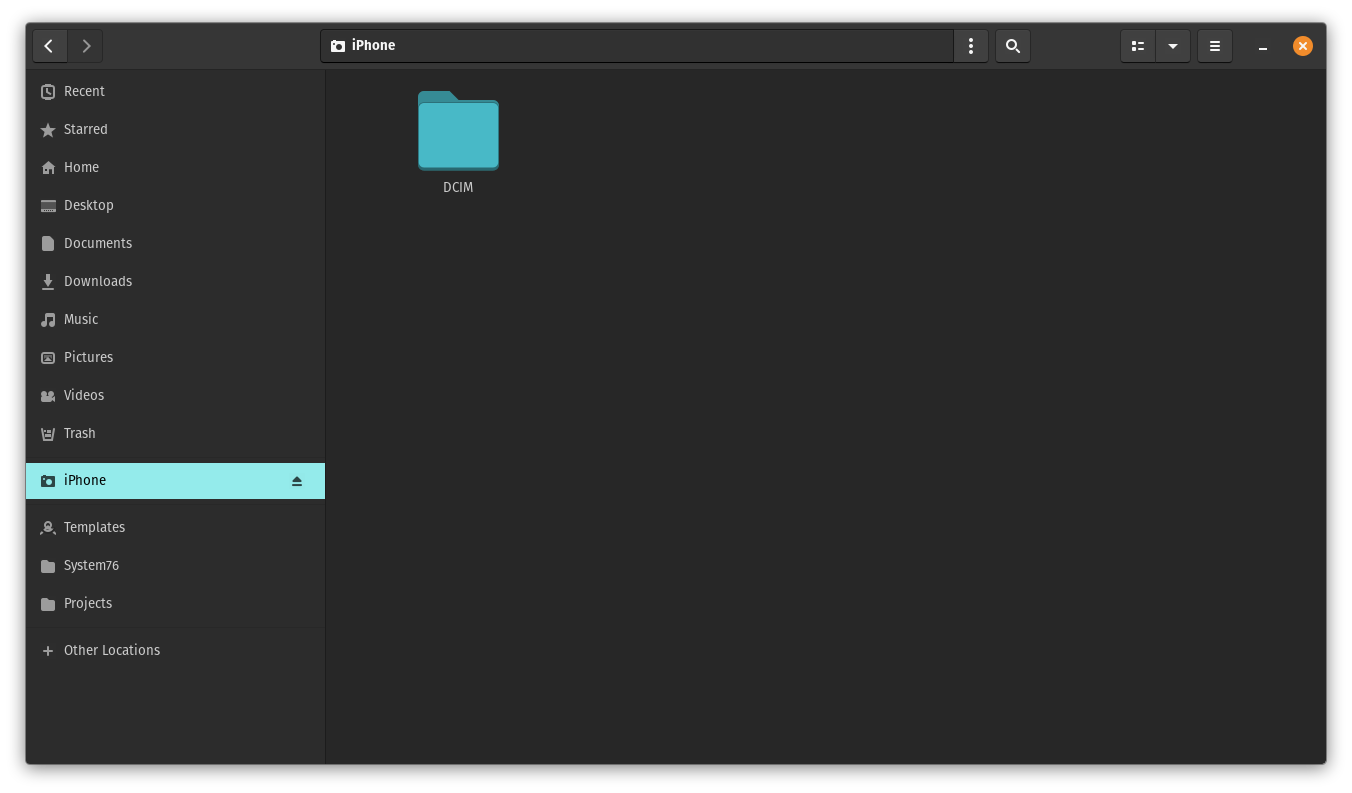 iPhone
Recent
Starred
Home
Desktop
Documents
Downloads
Music
Pictures
Videos
Trash
iPhone
Templates
System76
Projects
Other Locations
DCIM